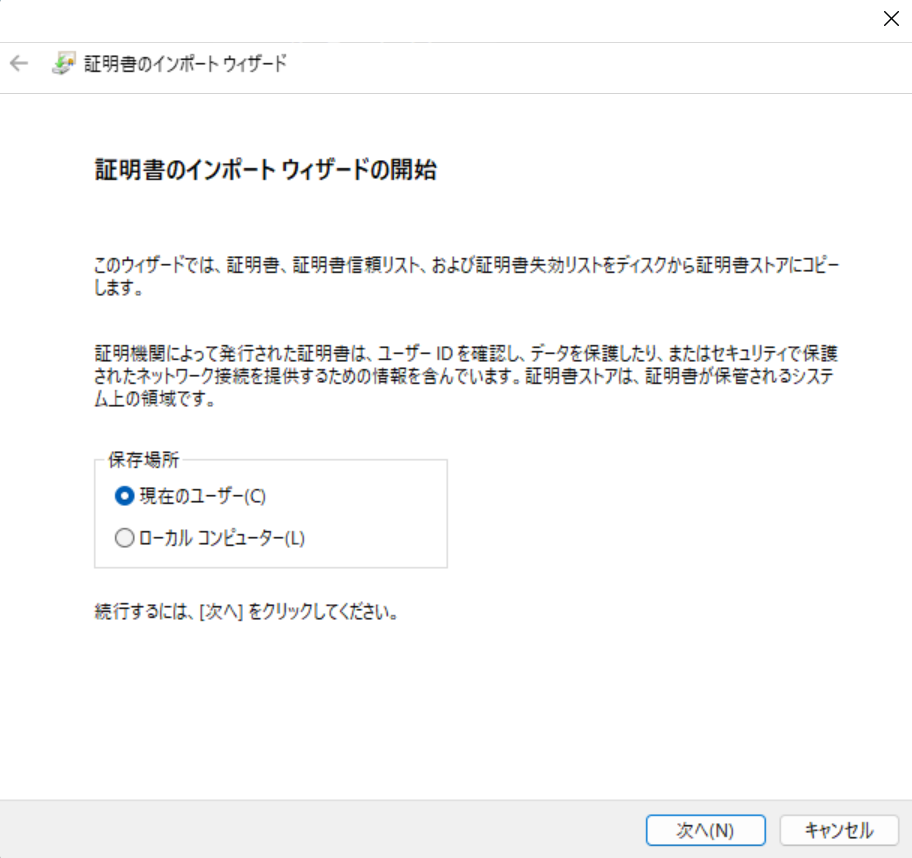 証明書のインポート ウィザード
証明書のインポート ウィザードの開始
このウィザードでは、証明書、証明書信頼リスト、および証明書失効リストをディスクから証明書ストアにコピー
します。
証明機関によって発行された証明書は、ユーザー ID を確認し、データを保護したり、またはセキュリティで保護
されたネットワーク接続を提供するための情報を含んでいます。証明書ストアは、証明書が保管されるシステ
ム上の領域です。
保存場所
現在のユーザー(C)
ローカル コンピューター(L)
続行するには、[次へ] をクリックしてください。
次へ(N)
キャンセル